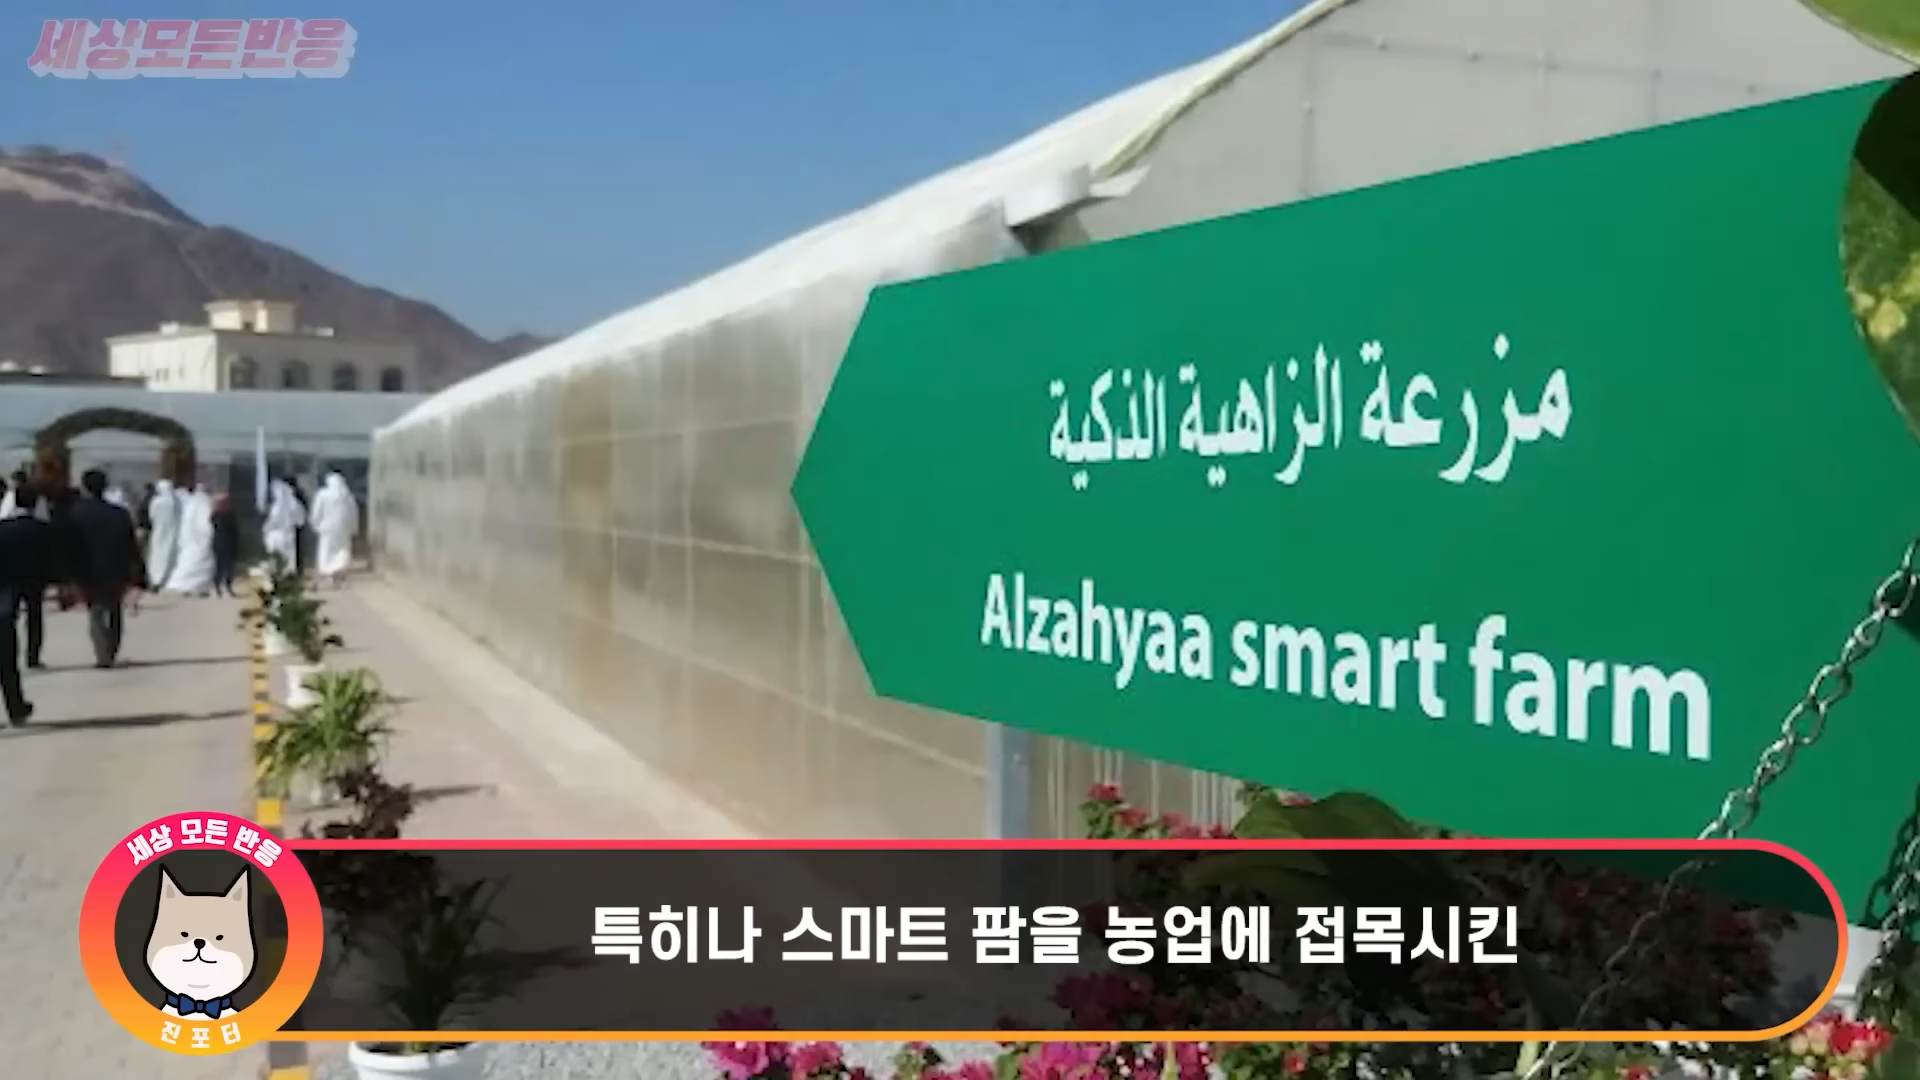 세상모든반응
مزرعة الزاهية الذكية
Alzahyaa smart farm
세상 모든 반응
특히나 스마트 팜을 농업에 접목시킨
진포터